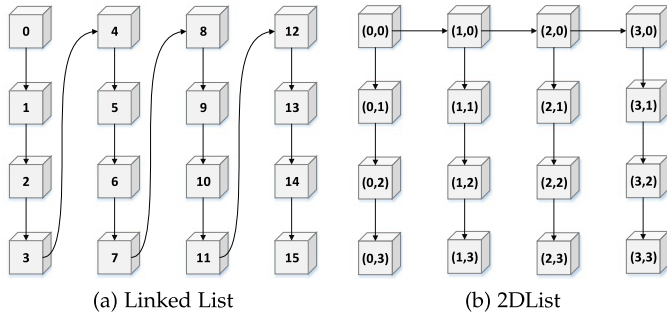 0 4 8 12 (0,0) (1,0) (2,0) (3,0)
1 5 9 13 (0,1) (1,1) (2,1) (3,1)
2 6 10 14 (0,2) (1,2) (2,2) (3,2)
3 7 11 15 (0,3) (1,3) (2,3) (3,3)
(a) Linked List (b) 2DList